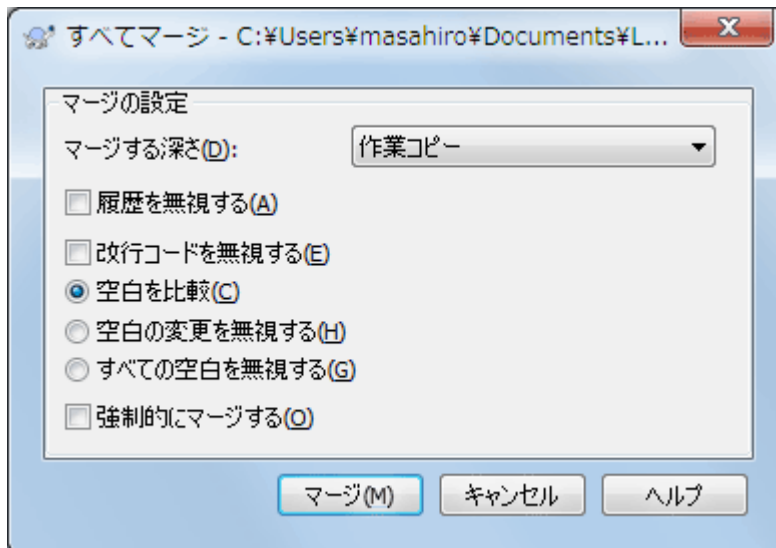 すべてマージ - C:¥Users¥masahiro¥Documents¥L...
マージの設定
マージする深さ(D):
作業コピー
履歴を無視する(A)
改行コードを無視する(E)
空白を比較(C)
空白の変更を無視する(H)
すべての空白を無視する(G)
強制的にマージする(O)
マージ(M) キャンセル ヘルプ